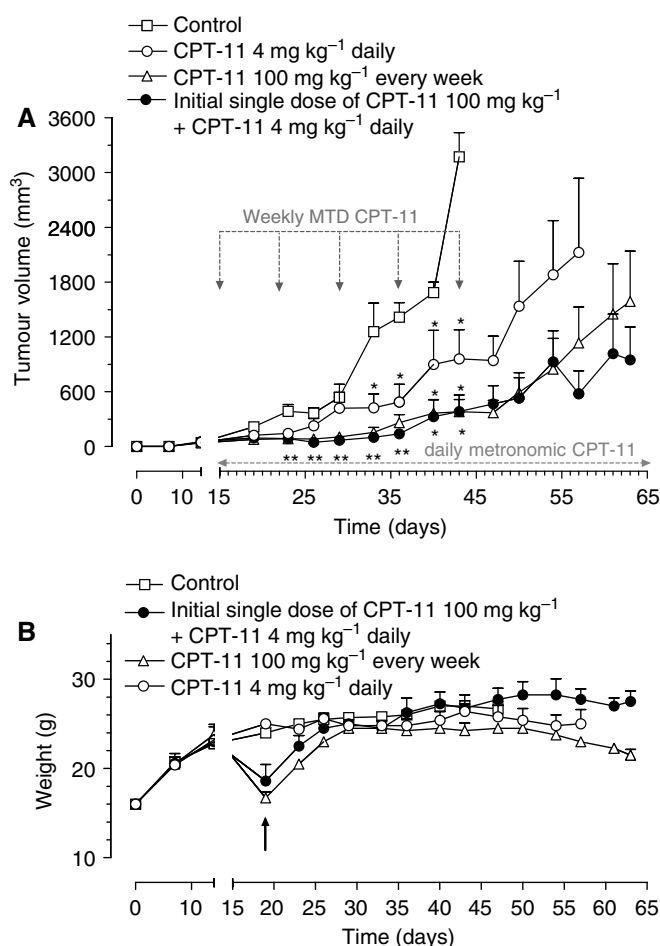 Control
CPT-11 4 mg kg⁻¹ daily
CPT-11 100 mg kg⁻¹ every week
Initial single dose of CPT-11 100 mg kg⁻¹
+ CPT-11 4 mg kg⁻¹ daily
A
3600
3000
2400
1800
1200
600
0
Tumour volume (mm³)
Weekly MTD CPT-11
* * * *
* *
** ** ** ** **
daily metronomic CPT-11
0 10 15 25 35 45 55 65
Time (days)
B
Control
Initial single dose of CPT-11 100 mg kg⁻¹
+ CPT-11 4 mg kg⁻¹ daily
CPT-11 100 mg kg⁻¹ every week
CPT-11 4 mg kg⁻¹ daily
30
20
10
Weight (g)
0 10 15 20 25 30 35 40 45 50 55 60 65
Time (days)